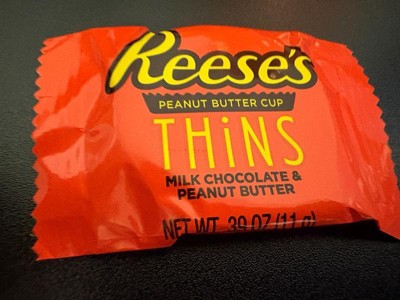 Reese's
PEANUT BUTTER CUP
THiNS
MILK CHOCOLATE &
PEANUT BUTTER
NET WT .39 OZ (11 g)